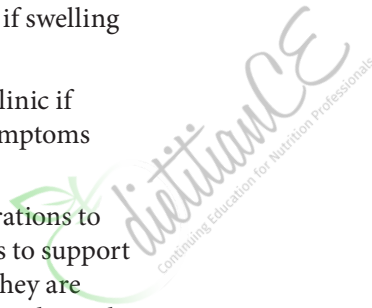 if swelling
linic if
mptoms
rations to
s to support
hey are
dietitianCE
Continuing Education for Nutrition Professionals